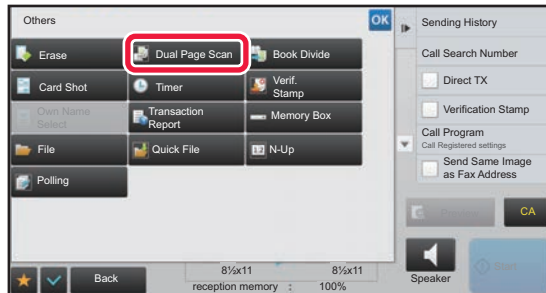 Others
OK
Erase
Dual Page Scan
Book Divide
Card Shot
Timer
Verif.
Stamp
Own Name
Select
Transaction
Report
Memory Box
File
Quick File
N-Up
Polling
Back
8½x11
8½x11
reception memory : 100%
Sending History
Call Search Number
Direct TX
Verification Stamp
Call Program
Call Registered settings
Send Same Image
as Fax Address
CA
Speaker
Start